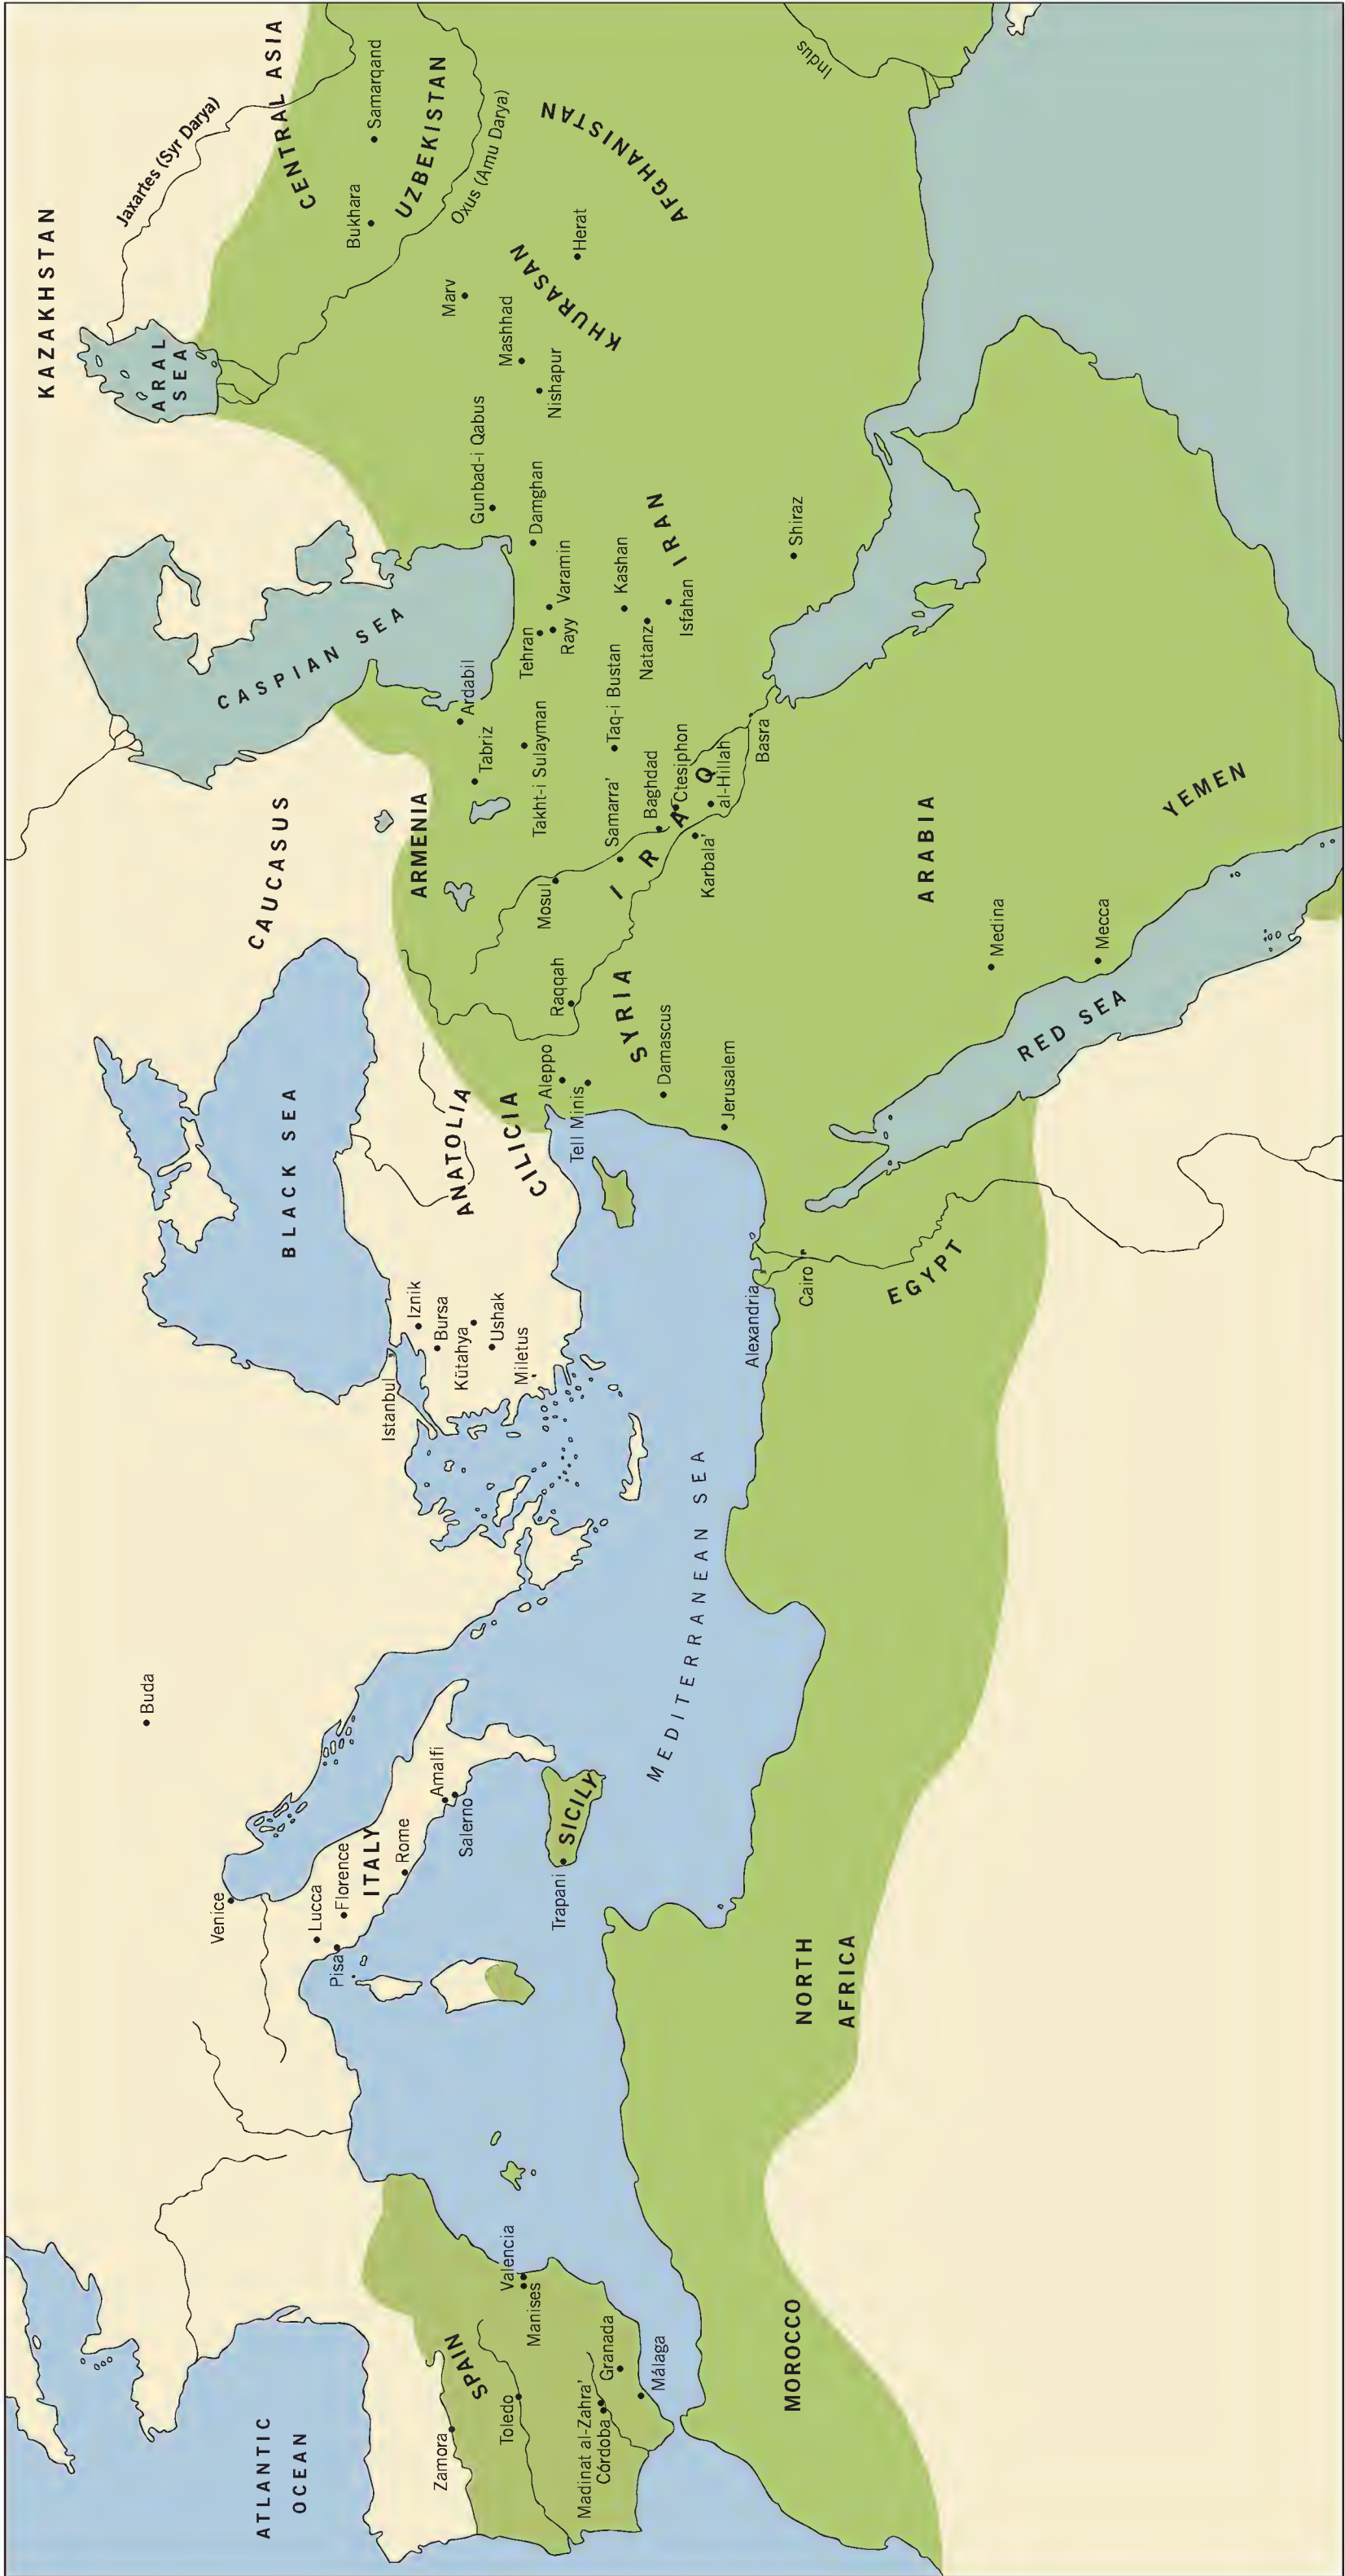 ATLANTIC
OCEAN
SPAIN
Zamora
Toledo
Valencia
Manises
Madinat al-Zahra'
Córdoba
Granada
Málaga
MOROCCO
NORTH
AFRICA
Venice
Lucca
Florence
Pisa
ITALY
Rome
Amalfi
Salerno
SICILY
Trapani
Buda
MEDITERRANEAN SEA
BLACK SEA
Istanbul
Iznik
Bursa
Kütahya
Ushak
Miletus
ANATOLIA
CILICIA
Alexandria
Cairo
EGYPT
RED SEA
Aleppo
Tell Minis
SYRIA
Raqqah
Damascus
Jerusalem
CAUCASUS
ARMENIA
Mosul
IRAQ
Samarra'
Baghdad
Ctesiphon
Karbala'
al-Hillah
Basra
ARABIA
Medina
Mecca
YEMEN
CASPIAN SEA
Tabriz
Ardabil
Takht-i Sulayman
Taq-i Bustan
Tehran
Rayy
Varamin
Kashan
Natanz
Isfahan
IRAN
Shiraz
Damghan
Gunbad-i Qabus
KAZAKHSTAN
ARAL
SEA
Jaxartes (Syr Darya)
CENTRAL ASIA
Bukhara
Samarqand
UZBEKISTAN
Oxus (Amu Darya)
Marv
Mashhad
Nishapur
KHURASAN
Herat
AFGHANISTAN
Indus